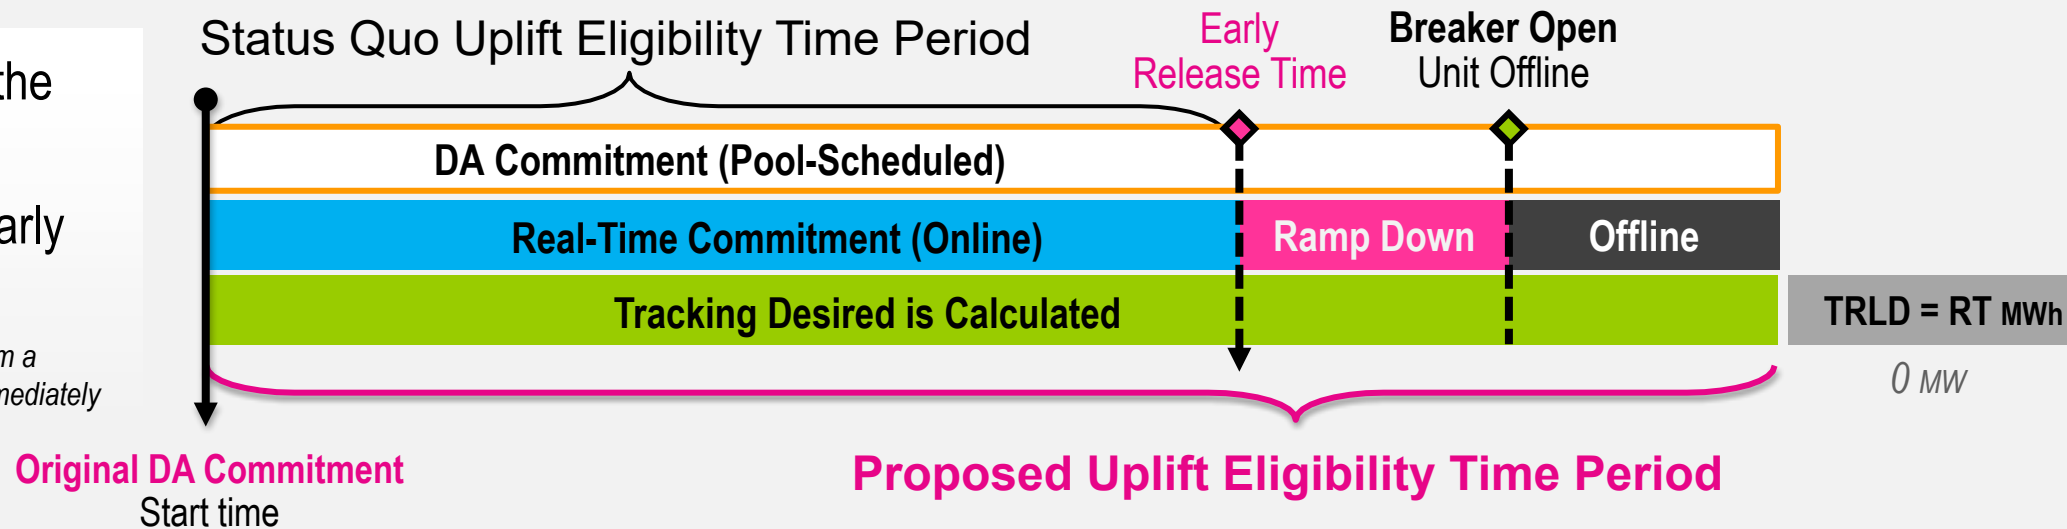 the
arly
m a
mediately
Status Quo Uplift Eligibility Time Period
Early
Release Time
Breaker Open
Unit Offline
DA Commitment (Pool-Scheduled)
Real-Time Commitment (Online)
Ramp Down
Offline
Tracking Desired is Calculated
TRLD = RT MWh
0 MW
Original DA Commitment
Start time
Proposed Uplift Eligibility Time Period